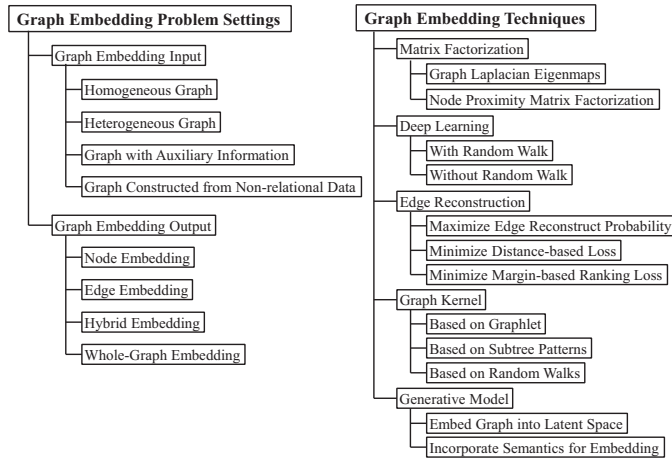 Graph Embedding Problem Settings
Graph Embedding Input
Homogeneous Graph
Heterogeneous Graph
Graph with Auxiliary Information
Graph Constructed from Non-relational Data
Graph Embedding Output
Node Embedding
Edge Embedding
Hybrid Embedding
Whole-Graph Embedding
Graph Embedding Techniques
Matrix Factorization
Graph Laplacian Eigenmaps
Node Proximity Matrix Factorization
Deep Learning
With Random Walk
Without Random Walk
Edge Reconstruction
Maximize Edge Reconstruct Probability
Minimize Distance-based Loss
Minimize Margin-based Ranking Loss
Graph Kernel
Based on Graphlet
Based on Subtree Patterns
Based on Random Walks
Generative Model
Embed Graph into Latent Space
Incorporate Semantics for Embedding